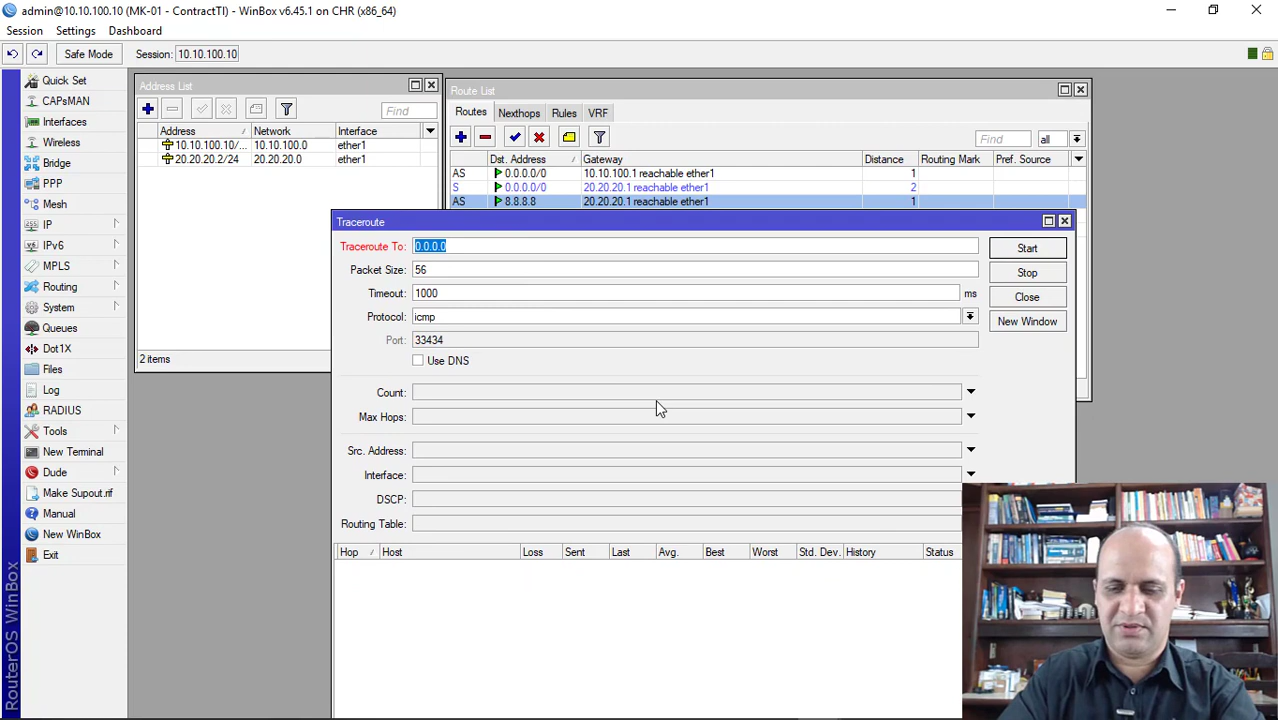 admin@10.10.100.10 (MK-01 - ContractTI) - WinBox v6.45.1 on CHR (x86_64)
Session Settings Dashboard
Safe Mode Session: 10.10.100.10
Quick Set
CAPsMAN
Interfaces
Wireless
Bridge
PPP
Mesh
IP
IPv6
MPLS
Routing
System
Queues
Dot1X
Files
Log
RADIUS
Tools
New Terminal
Dude
Make Supout.rif
Manual
New WinBox
Exit
RouterOS WinBox
Address List
Find
Address Network Interface
10.10.100.10/... 10.10.100.0 ether1
20.20.20.2/24 20.20.20.0 ether1
2 items
Route List
Routes Nexthops Rules VRF
Find all
Dst. Address Gateway Distance Routing Mark Pref. Source
AS 0.0.0.0/0 10.10.100.1 reachable ether1 1
S 0.0.0.0/0 20.20.20.1 reachable ether1 2
AS 8.8.8.8 20.20.20.1 reachable ether1 1
Traceroute
Traceroute To: 0.0.0.0
Packet Size: 56
Timeout: 1000 ms
Protocol: icmp
Port: 33434
Use DNS
Count:
Max Hops:
Src. Address:
Interface:
DSCP:
Routing Table:
Start
Stop
Close
New Window
Hop Host Loss Sent Last Avg. Best Worst Std. Dev. History Status